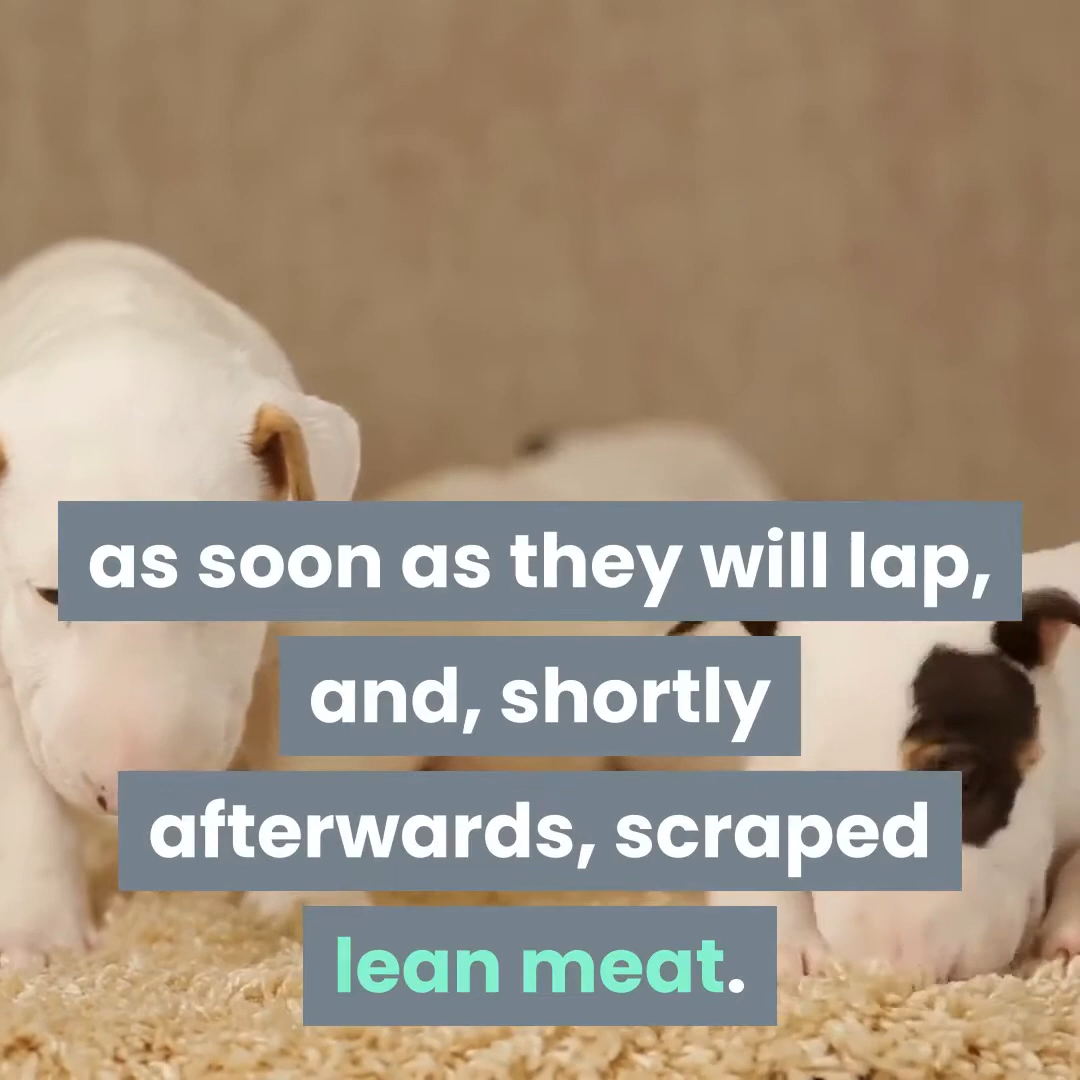 as soon as they will lap,
and, shortly
afterwards, scraped
lean meat.